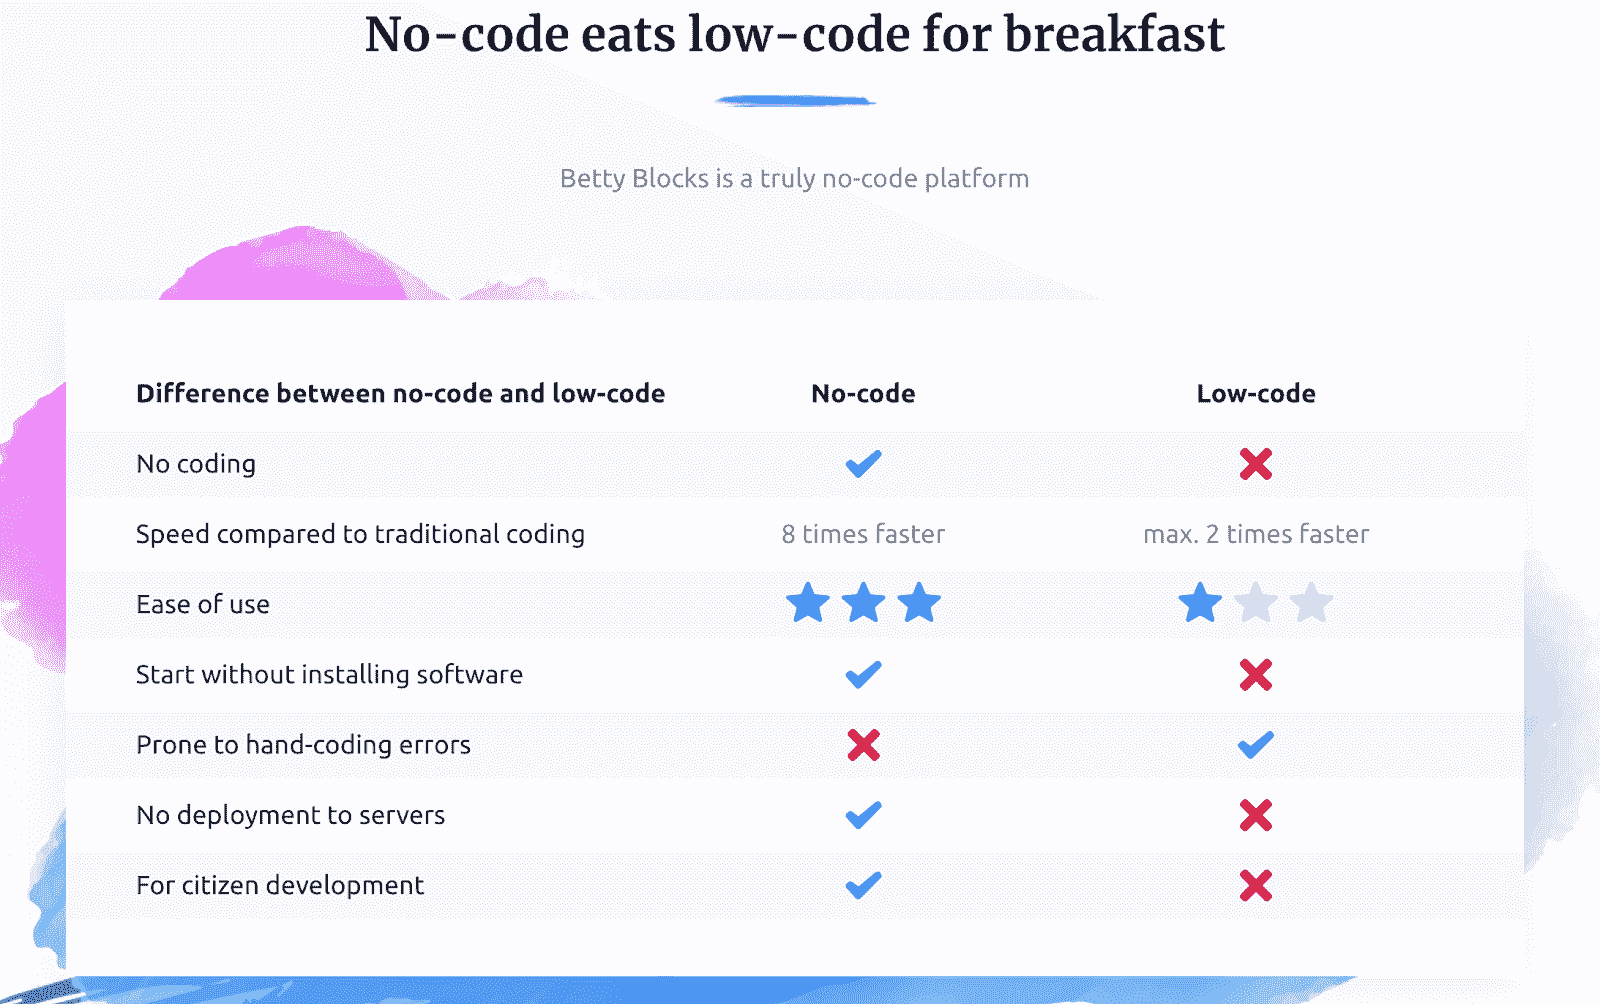 No-code eats low-code for breakfast
Betty Blocks is a truly no-code platform
Difference between no-code and low-code No-code Low-code
No coding
Speed compared to traditional coding 8 times faster max. 2 times faster
Ease of use
Start without installing software
Prone to hand-coding errors
No deployment to servers
For citizen development